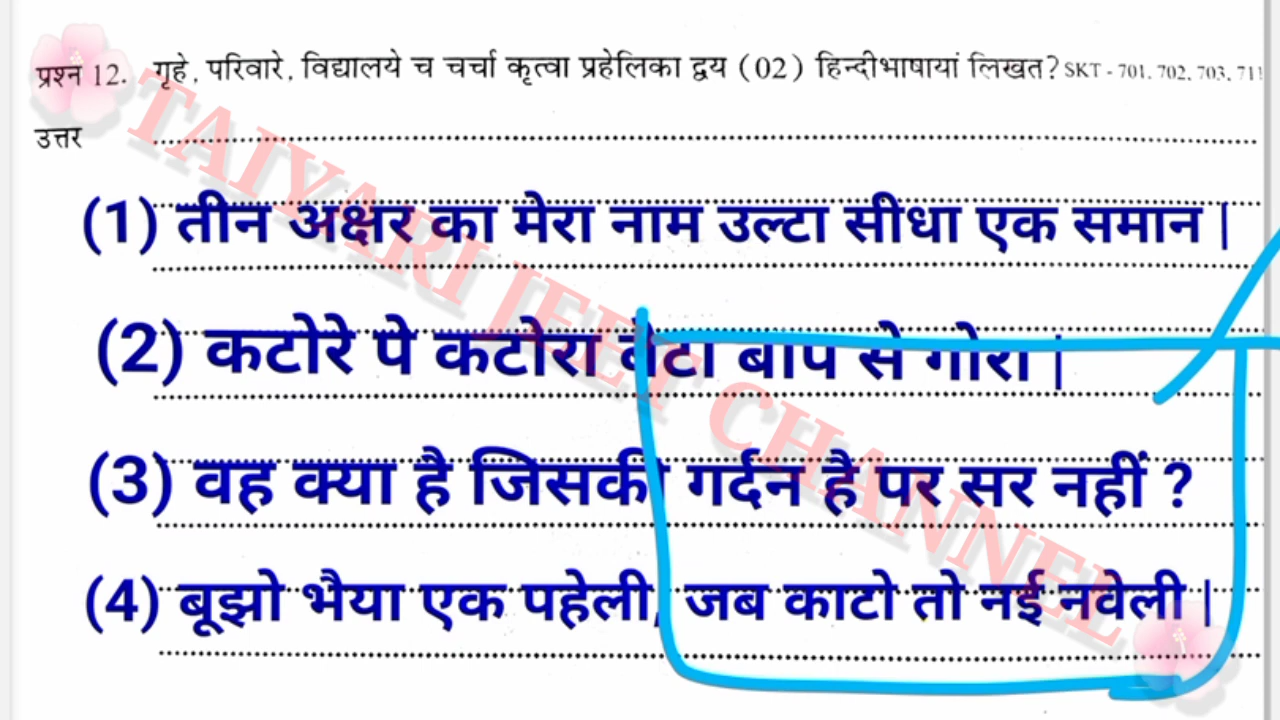 प्रश्न 12. गृहे, परिवारे, विद्यालये च चर्चा कृत्वा प्रहेलिका द्वय (02) हिन्दीभाषायां लिखत? SKT - 701, 702, 703, 711
उत्तर
(1) तीन अक्षर का मेरा नाम उल्टा सीधा एक समान |
(2) कटोरे पे कटोरा बेटा बाप से गोरा |
(3) वह क्या है जिसकी गर्दन है पर सर नहीं ?
(4) बूझो भैया एक पहेली, जब काटो तो नई नवेली |
TAIYARI JEET CHANNEL